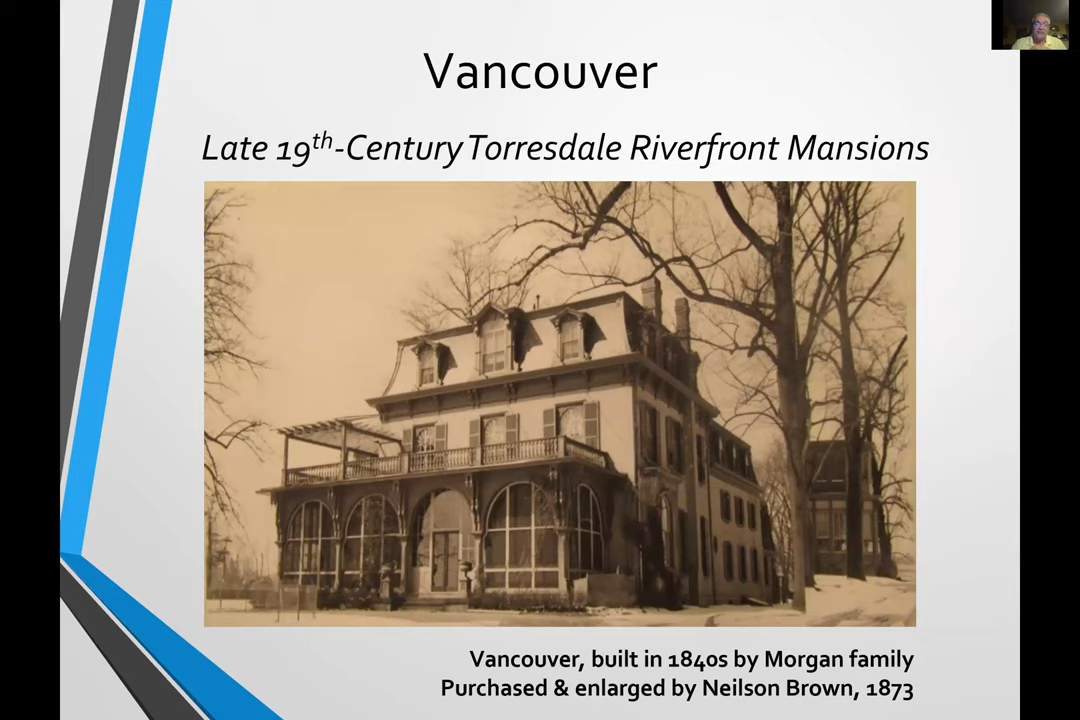 Vancouver
Late 19th-Century Torresdale Riverfront Mansions
Vancouver, built in 1840s by Morgan family
Purchased & enlarged by Neilson Brown, 1873